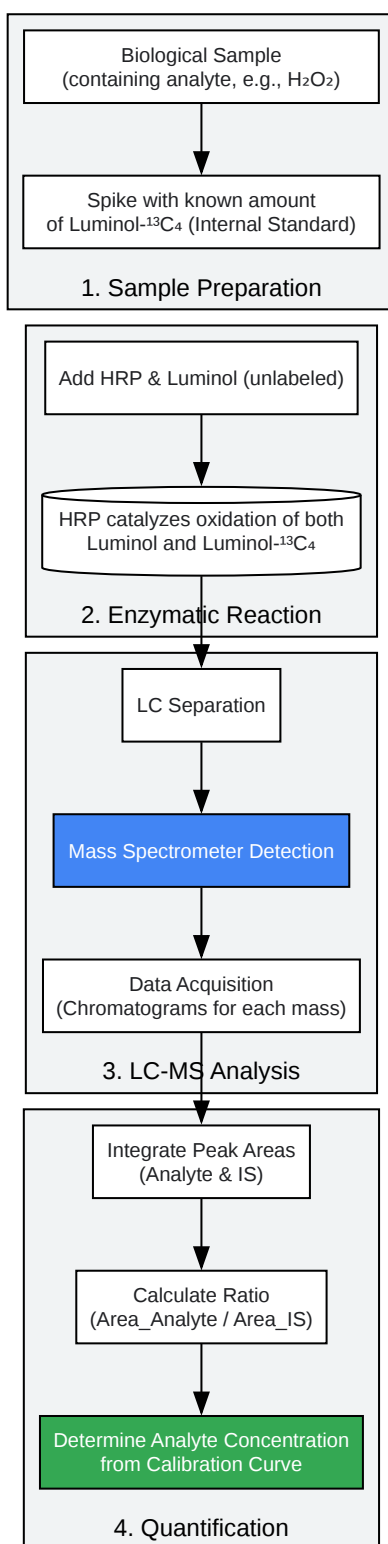 Biological Sample
(containing analyte, e.g., H₂O₂)
Spike with known amount
of Luminol-¹³C₄ (Internal Standard)
1. Sample Preparation
Add HRP & Luminol (unlabeled)
HRP catalyzes oxidation of both
Luminol and Luminol-¹³C₄
2. Enzymatic Reaction
LC Separation
Mass Spectrometer Detection
Data Acquisition
(Chromatograms for each mass)
3. LC-MS Analysis
Integrate Peak Areas
(Analyte & IS)
Calculate Ratio
(Area_Analyte / Area_IS)
Determine Analyte Concentration
from Calibration Curve
4. Quantification